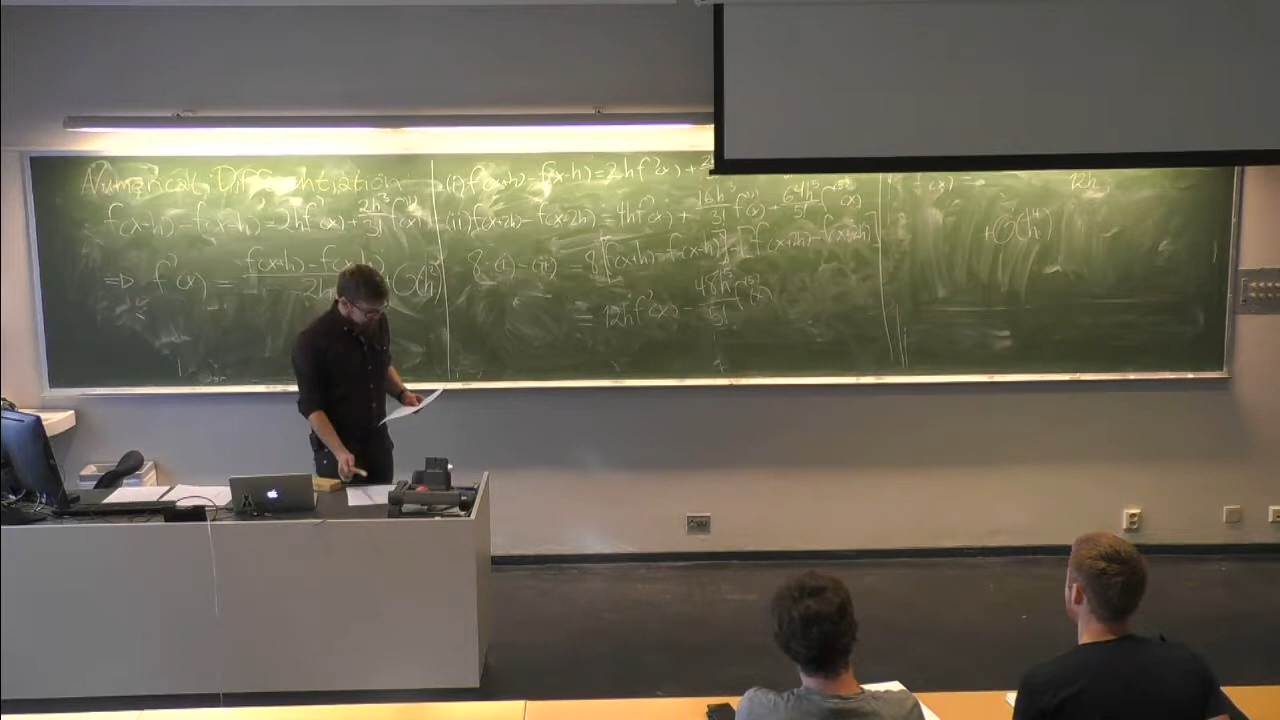 Numerical Differentiation
f(x+h) - f(x-h) = 2hf'(x) + 2h³/3! f'''(x)
=> f'(x) = f(x+h) - f(x-h) / 2h O(h²)
(i) f(x+h) - f(x-h) = 2hf'(x) +
(ii) f(x+2h) - f(x-2h) = 4hf'(x) + 16h³/3! f'''(x) + 64h⁵/5! f⁽⁵⁾(x)
8·(i) - (ii) = 8[f(x+h) - f(x-h)] - [f(x+2h) - f(x-2h)]
= 12hf'(x) - 48h⁵/5! f⁽⁵⁾(x)
(x) = 12h
+O(h⁴)